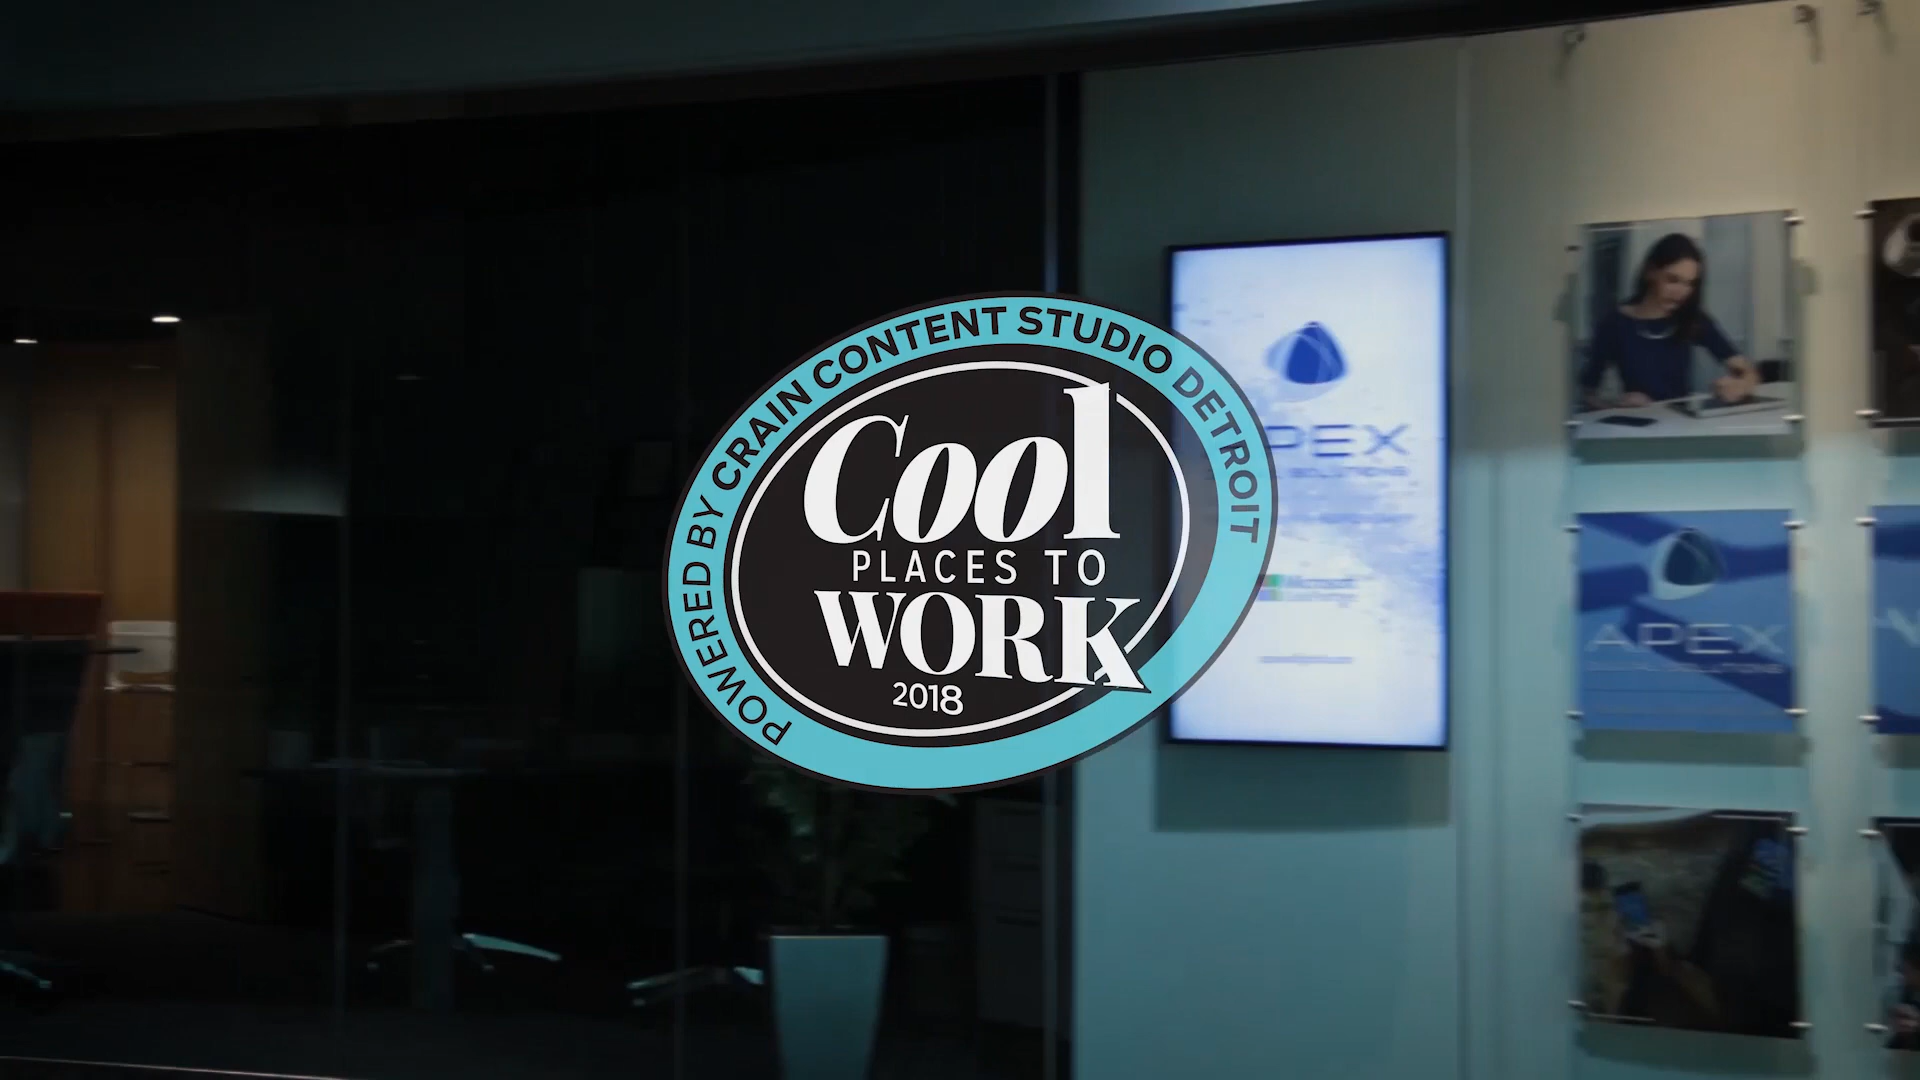 POWERED BY CRAIN CONTENT STUDIO DETROIT
Cool
PLACES TO
WORK
2018
APEX
APEX